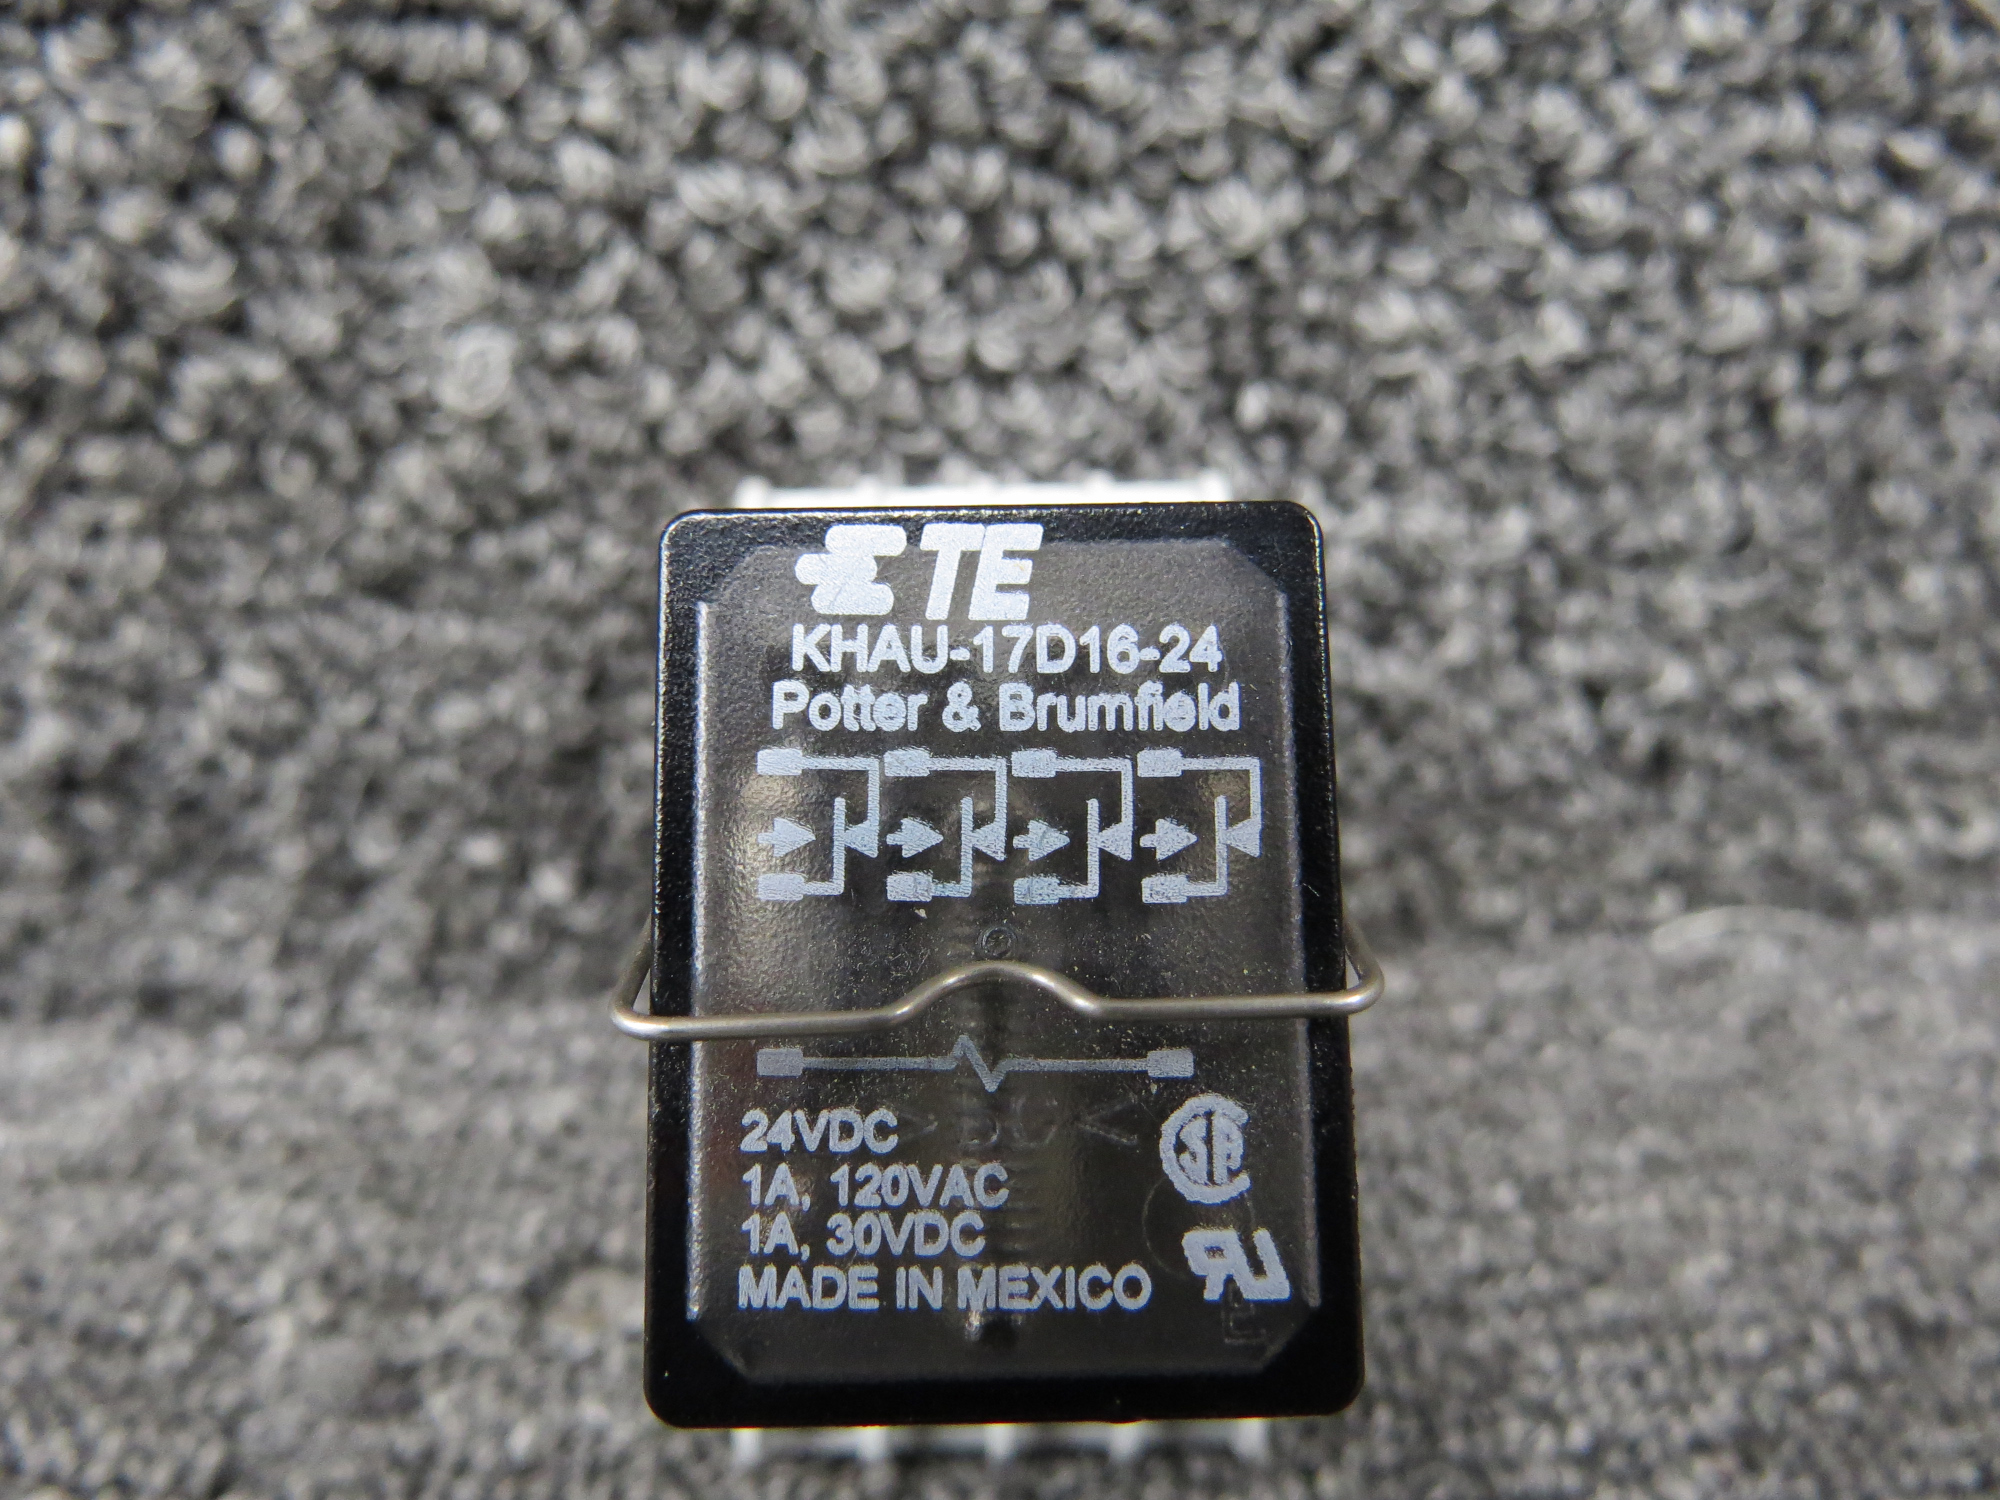 TE
KHAU-17D16-24
Potter & Brumfield
24VDC
1A, 120VAC
1A, 30VDC
MADE IN MEXICO